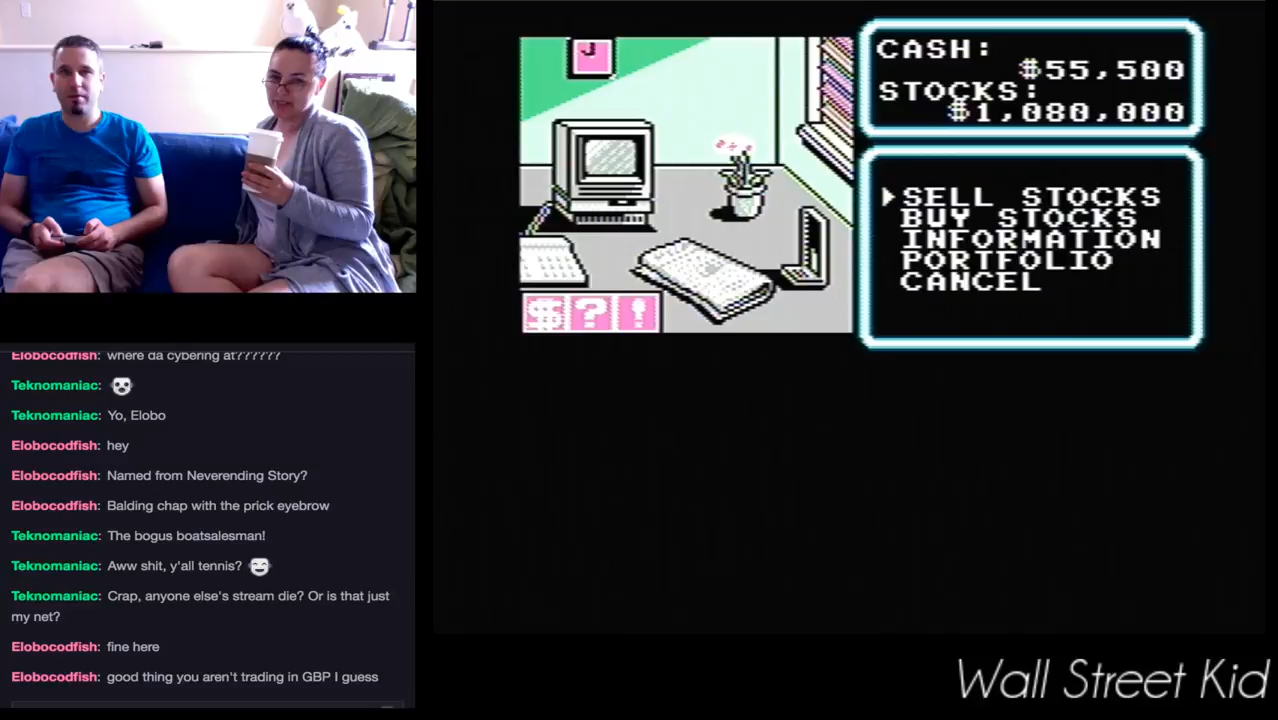 J
CASH:
$55,500
STOCKS:
$1,080,000
SELL STOCKS
BUY STOCKS
INFORMATION
PORTFOLIO
CANCEL
$ ? !
Elobocodfish: where da cybering at??????
Teknomaniac:
Teknomaniac: Yo, Elobo
Elobocodfish: hey
Elobocodfish: Named from Neverending Story?
Elobocodfish: Balding chap with the prick eyebrow
Teknomaniac: The bogus boatsalesman!
Teknomaniac: Aww shit, y'all tennis?
Teknomaniac: Crap, anyone else's stream die? Or is that just
my net?
Elobocodfish: fine here
Elobocodfish: good thing you aren't trading in GBP I guess
Wall Street Kid